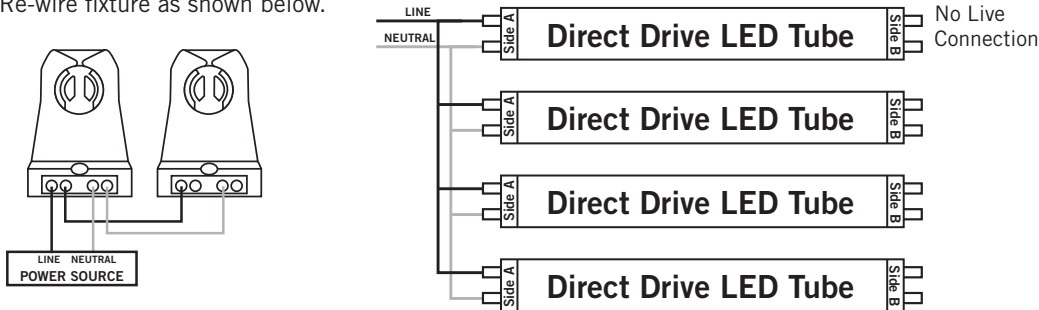 Re-wire fixture as shown below.
LINE NEUTRAL
POWER SOURCE
LINE
NEUTRAL
Side A Direct Drive LED Tube Side B
No Live
Connection
Side A Direct Drive LED Tube Side B
Side A Direct Drive LED Tube Side B
Side A Direct Drive LED Tube Side B